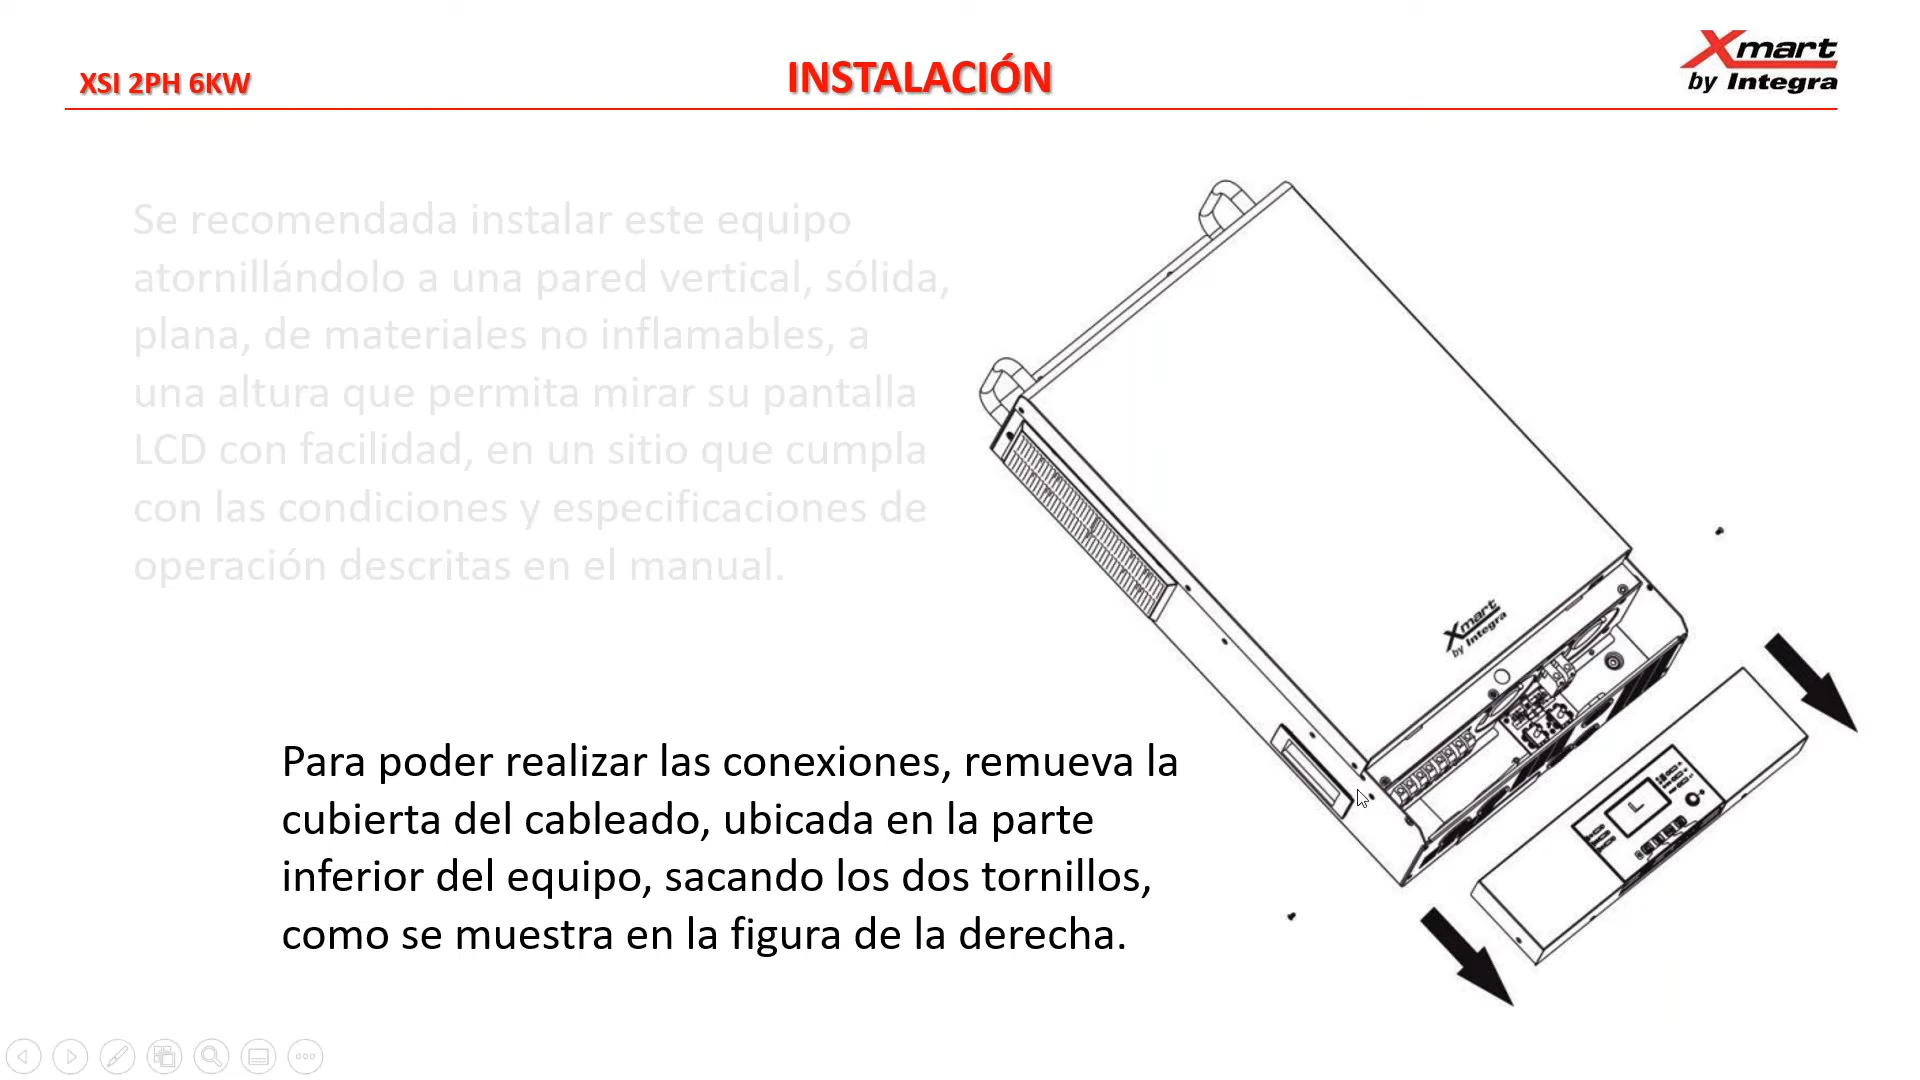 XSI 2PH 6KW
INSTALACIÓN
Xmart
by Integra
Se recomendada instalar este equipo
atornillándolo a una pared vertical, sólida,
plana, de materiales no inflamables, a
una altura que permita mirar su pantalla
LCD con facilidad, en un sitio que cumpla
con las condiciones y especificaciones de
operación descritas en el manual.
Xmart
by Integra
Para poder realizar las conexiones, remueva la
cubierta del cableado, ubicada en la parte
inferior del equipo, sacando los dos tornillos,
como se muestra en la figura de la derecha.